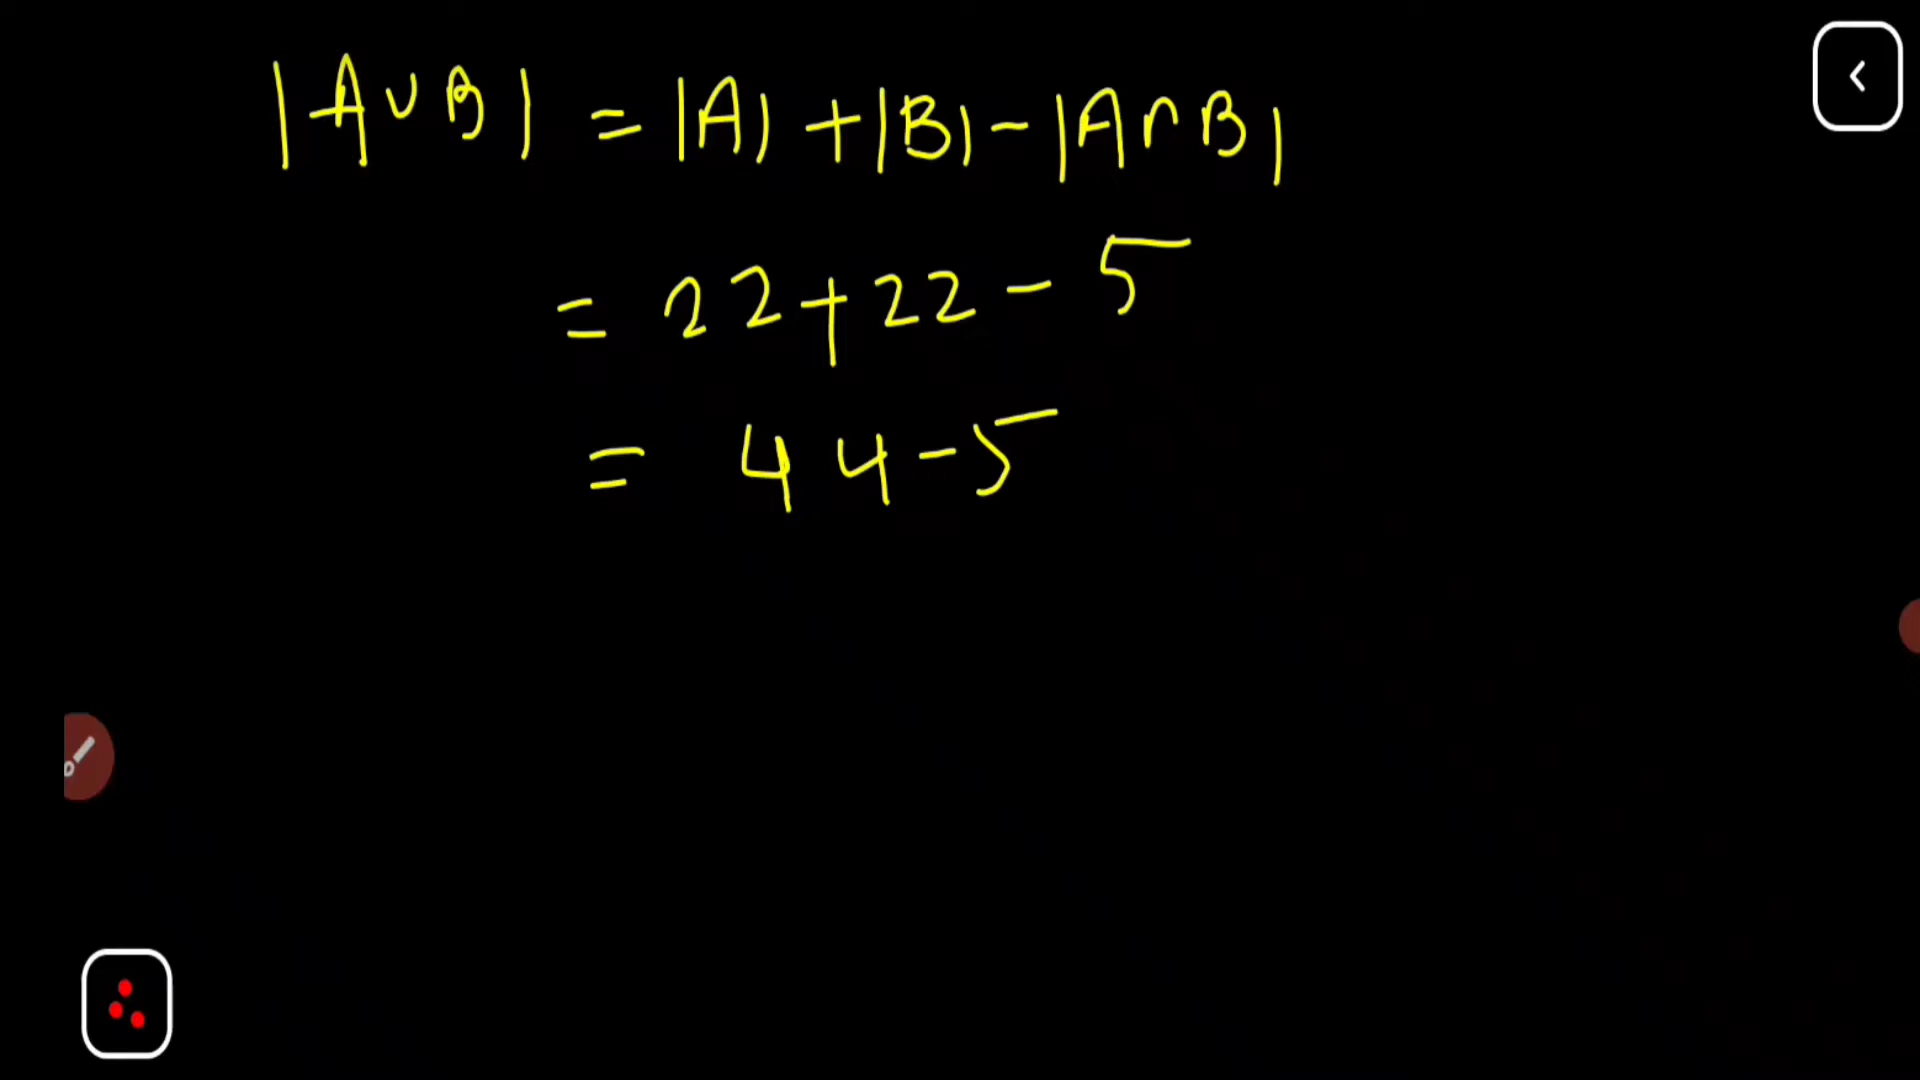 |A∪B| = |A| + |B| - |A∩B|
= 22 + 22 - 5
= 44 - 5